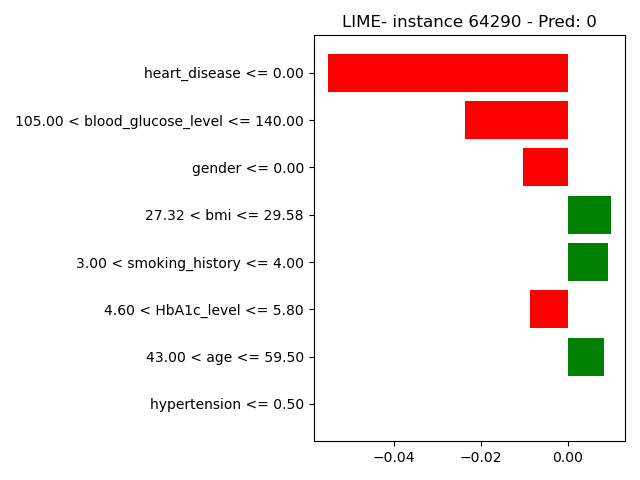 LIME- instance 64290 - Pred: 0
heart_disease <= 0.00
105.00 < blood_glucose_level <= 140.00
gender <= 0.00
27.32 < bmi <= 29.58
3.00 < smoking_history <= 4.00
4.60 < HbA1c_level <= 5.80
43.00 < age <= 59.50
hypertension <= 0.50
−0.04 −0.02 0.00